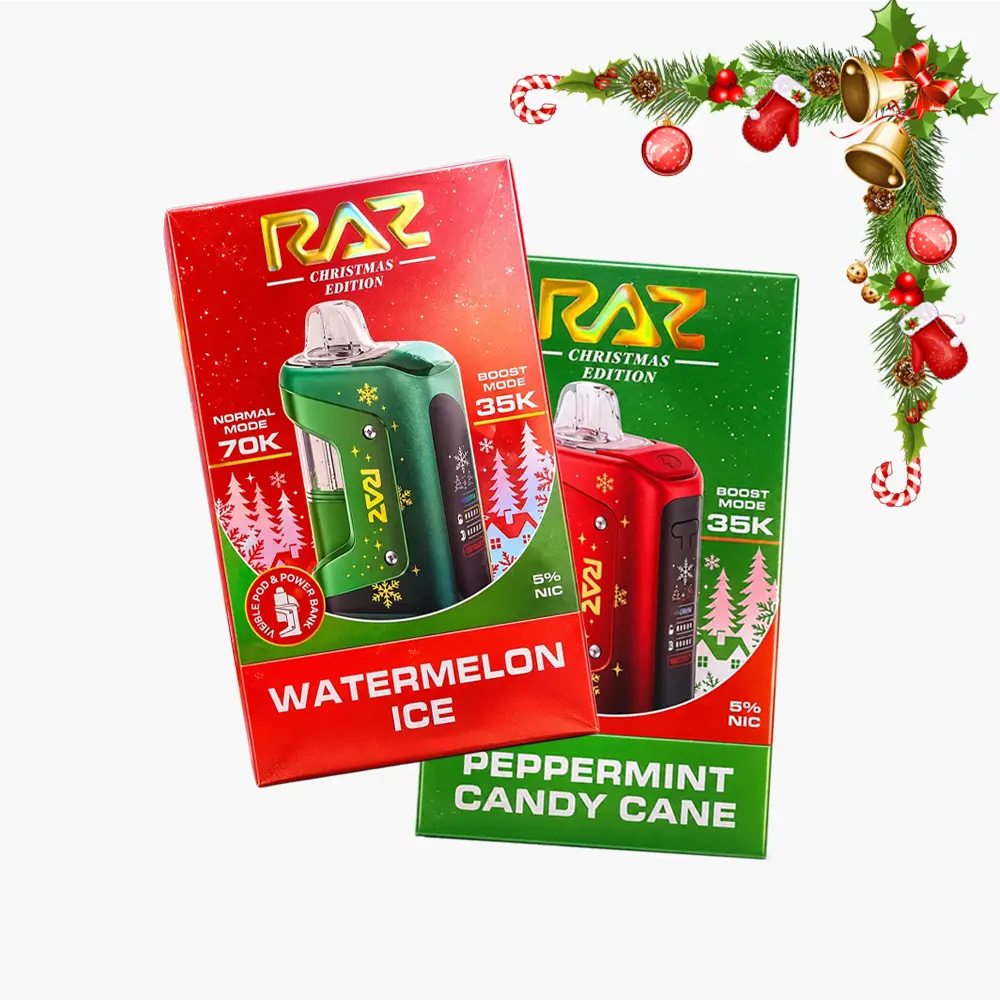 RAZ
CHRISTMAS
EDITION
NORMAL
MODE
70K
BOOST
MODE
35K
RAZ
VISIBLE POD & POWER BANK
5%
NIC
WATERMELON
ICE
RAZ
CHRISTMAS
EDITION
BOOST
MODE
35K
RAZ
5%
NIC
PEPPERMINT
CANDY CANE